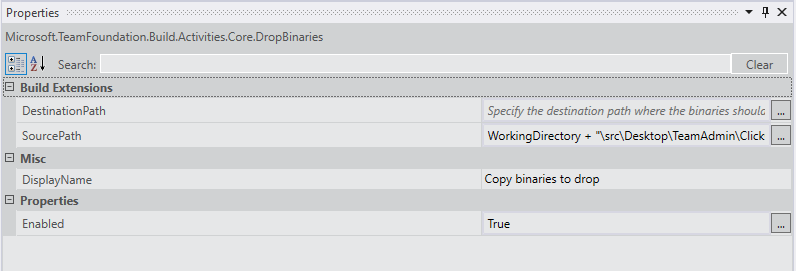 Properties
Microsoft.TeamFoundation.Build.Activities.Core.DropBinaries
Search: Clear
Build Extensions
DestinationPath Specify the destination path where the binaries should ...
SourcePath WorkingDirectory + "\src\Desktop\TeamAdmin\Click ...
Misc
DisplayName Copy binaries to drop
Properties
Enabled True ...